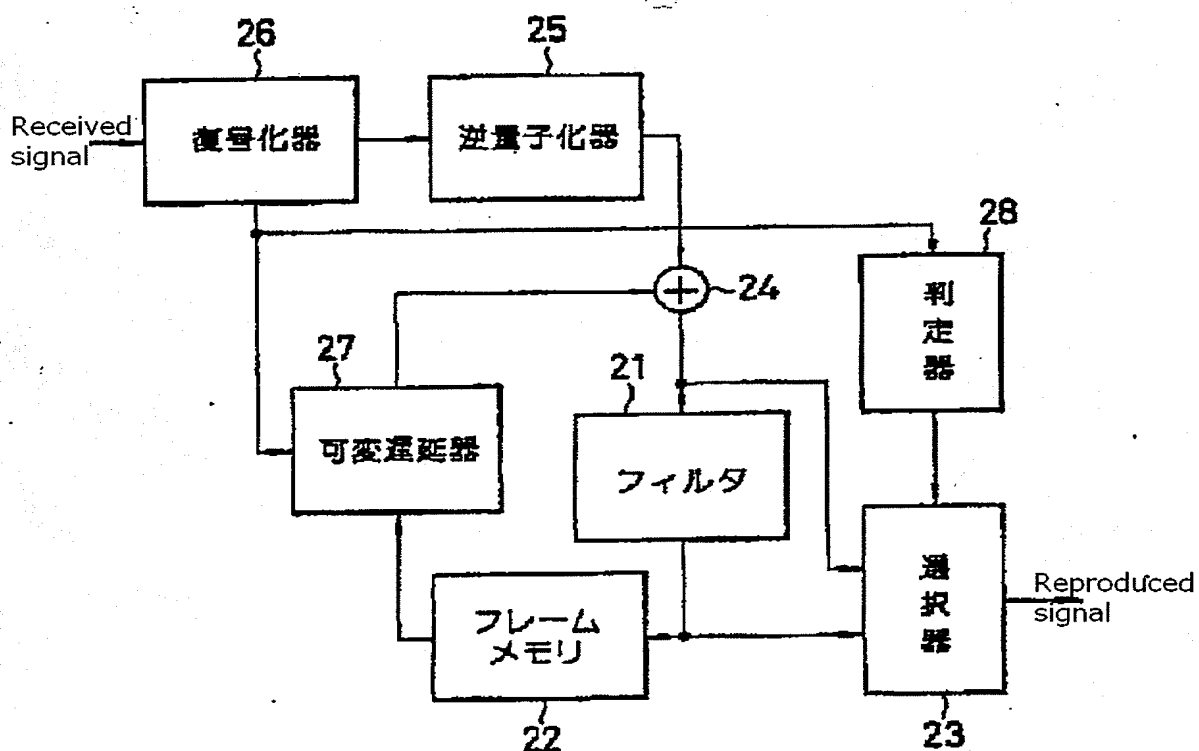 26
25
Received
signal
復号化器
逆量子化器
28
24
判定器
27
21
可変遅延器
フィルタ
選択器
Reproduced
signal
フレーム
メモリ
22
23